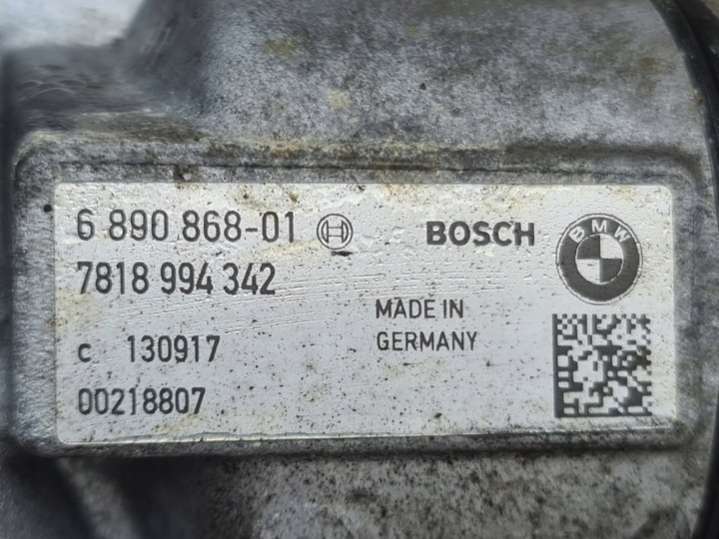 6 890 868-01 BOSCH BMW
7818 994 342
MADE IN
GERMANY
c 130917
00218807